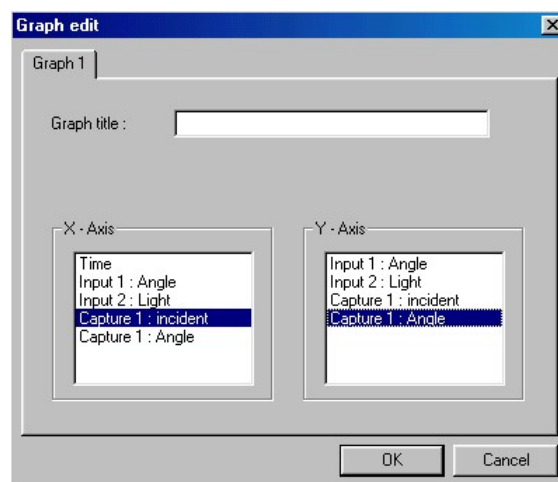 Graph edit
Graph 1
Graph title :
X - Axis
Time
Input 1 : Angle
Input 2 : Light
Capture 1 : incident
Capture 1 : Angle
Y - Axis
Input 1 : Angle
Input 2 : Light
Capture 1 : incident
Capture 1 : Angle
OK
Cancel